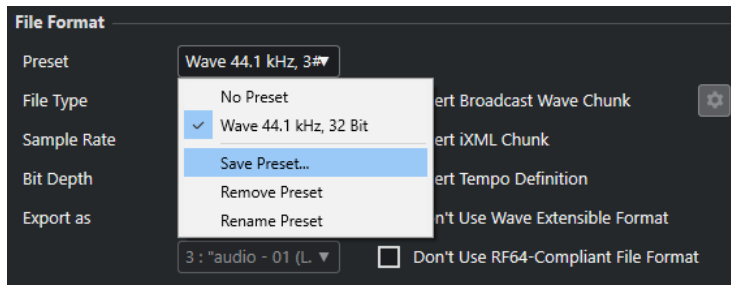 File Format
Preset
Wave 44.1 kHz, 3
No Preset
File Type
ert Broadcast Wave Chunk
Wave 44.1 kHz, 32 Bit
Sample Rate
ert iXML Chunk
Save Preset...
Bit Depth
ert Tempo Definition
Remove Preset
Export as
Rename Preset
n't Use Wave Extensible Format
3 : "audio - 01 (L.
Don't Use RF64-Compliant File Format